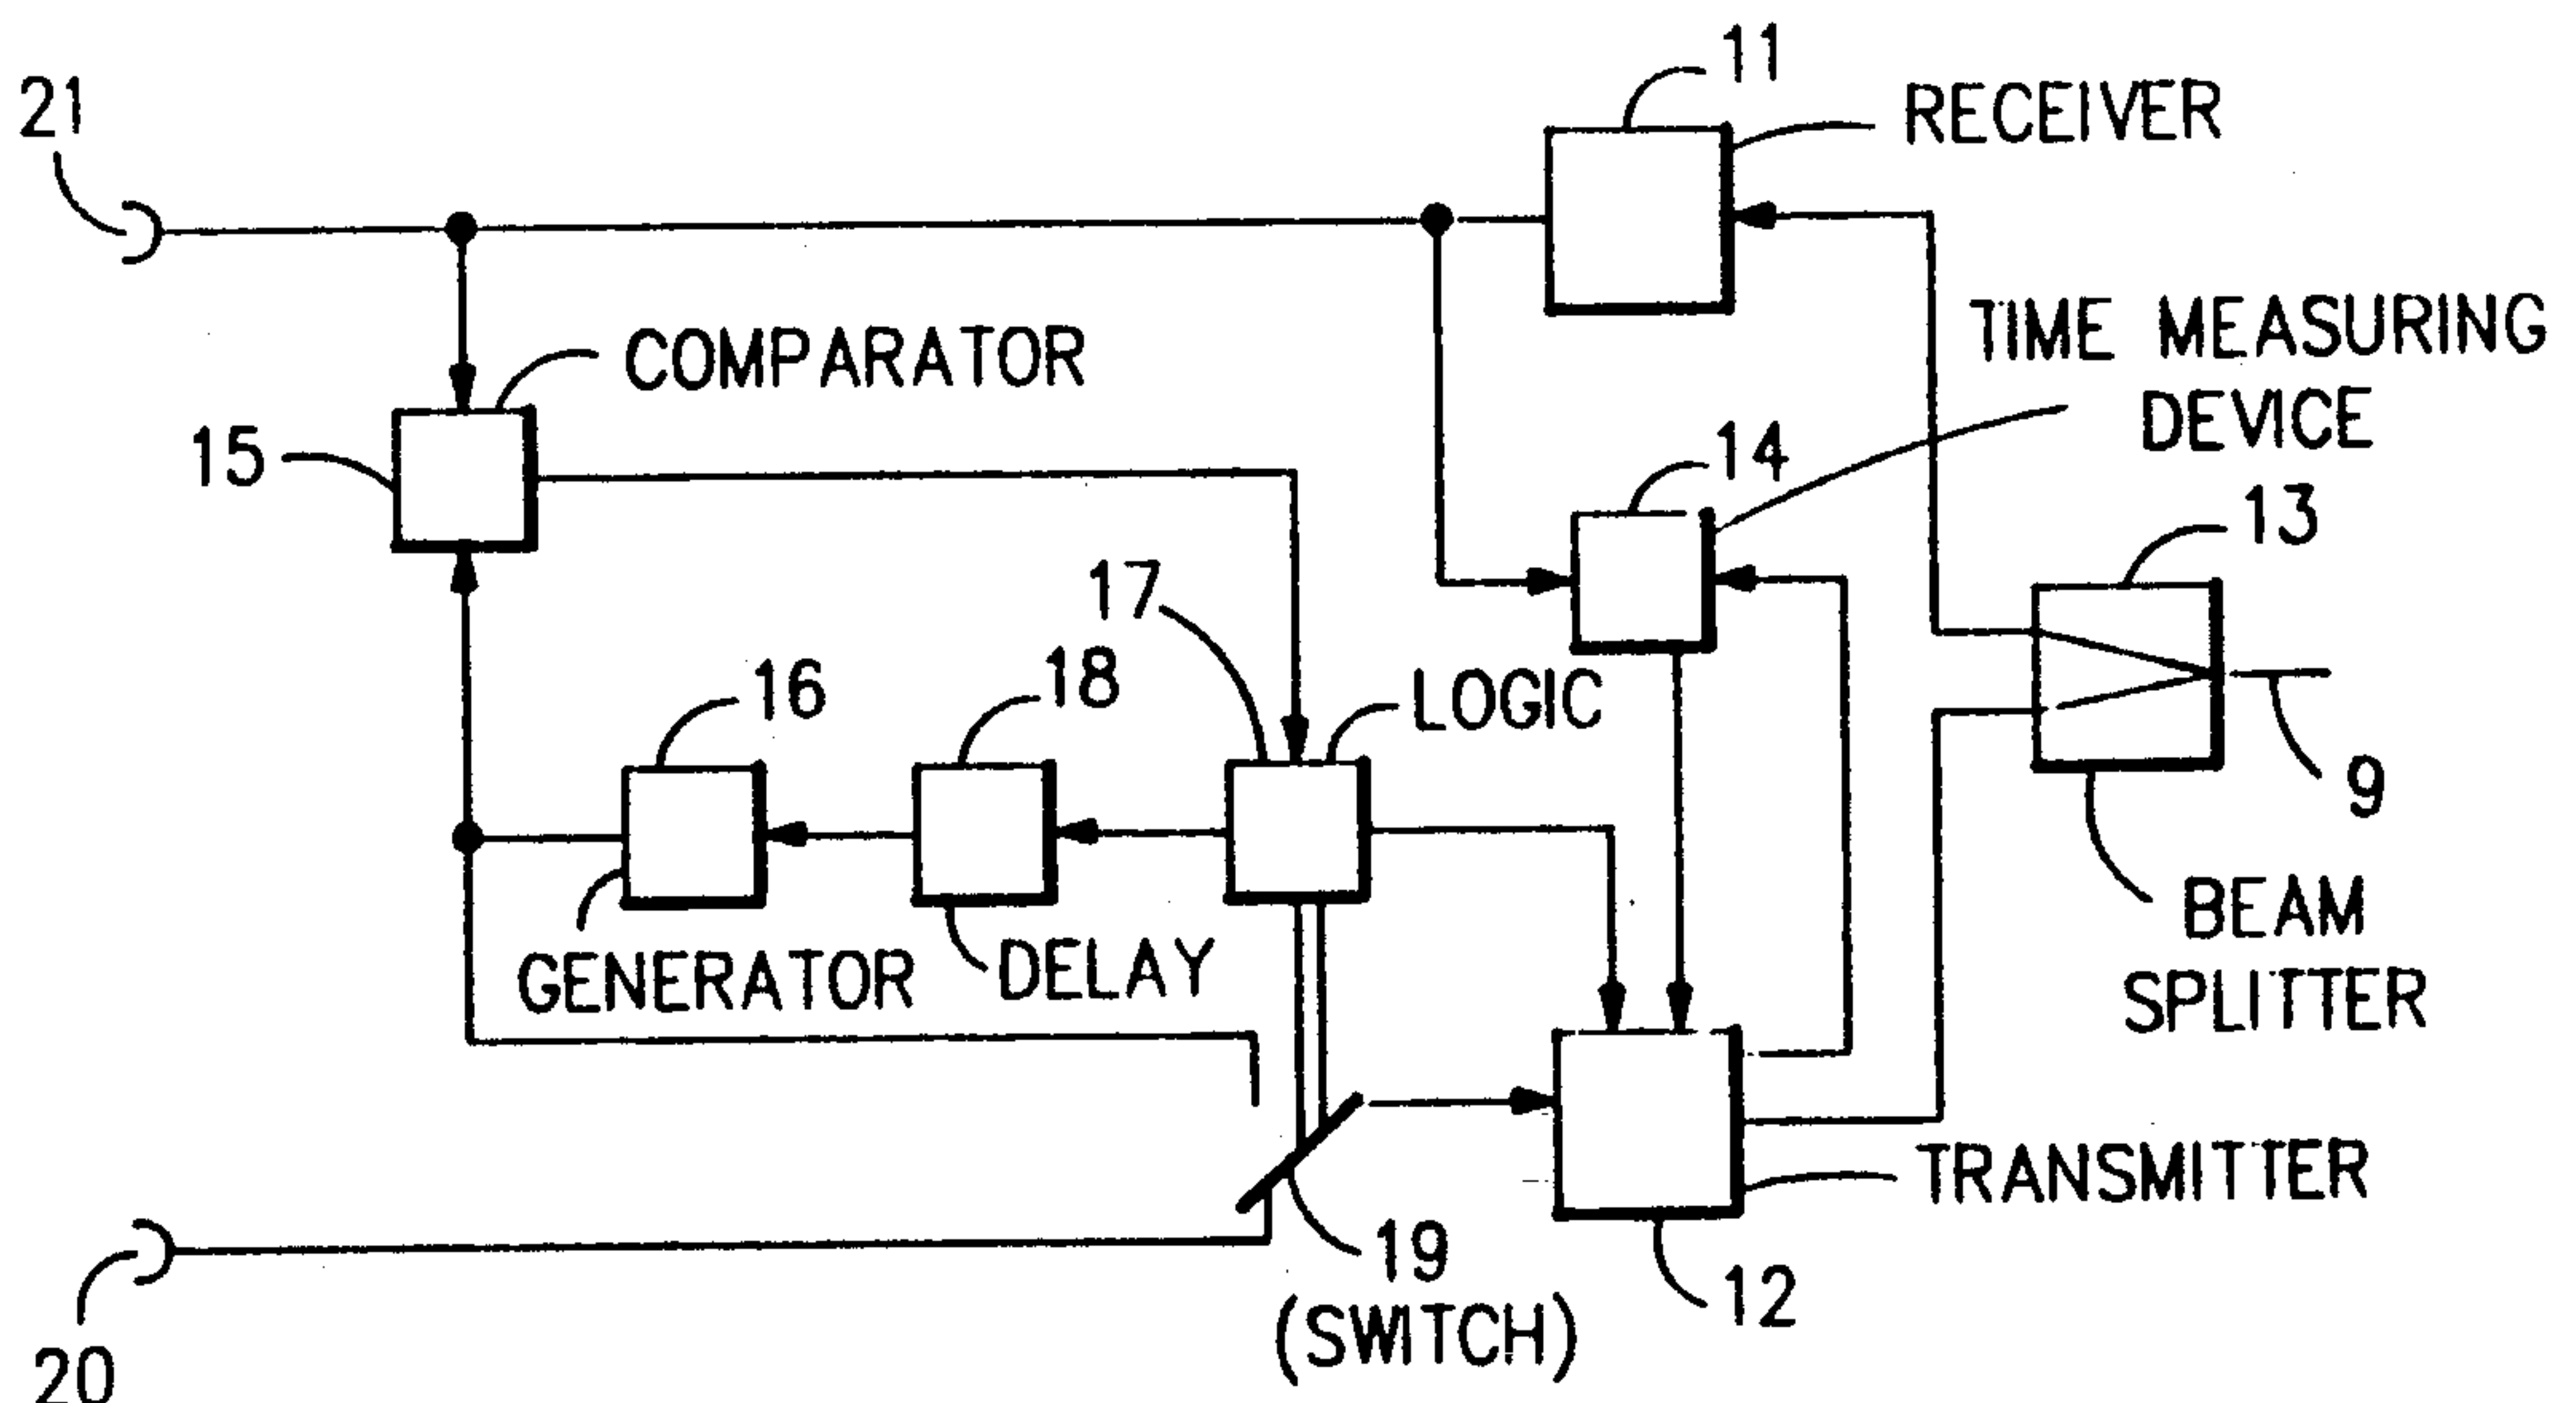 11
RECEIVER
21
TIME MEASURING
DEVICE
COMPARATOR
15
14
13
17
LOGIC
18
16
9
BEAM
SPLITTER
GENERATOR
DELAY
TRANSMITTER
19
(SWITCH)
12
20